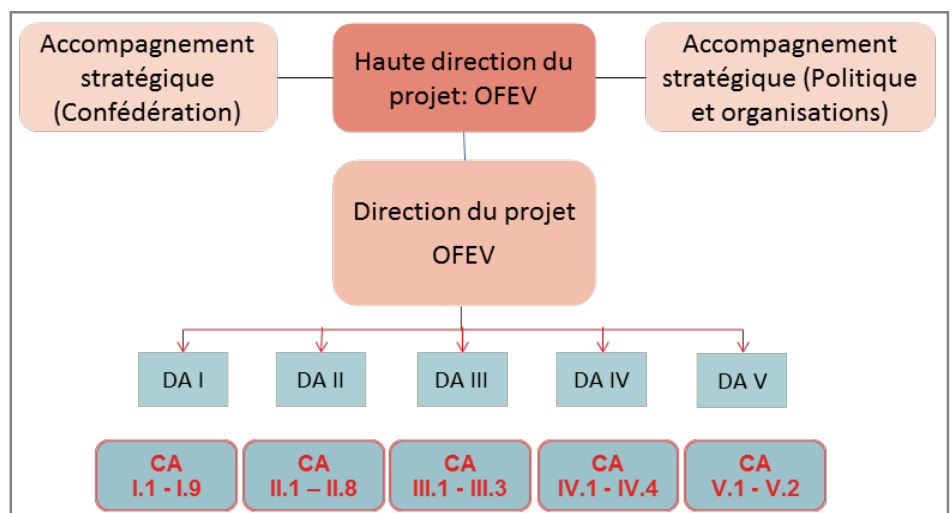 Accompagnement
stratégique
(Confédération)
Haute direction du
projet: OFEV
Accompagnement
stratégique (Politique
et organisations)
Direction du projet
OFEV
DA I
DA II
DA III
DA IV
DA V
CA
I.1 - I.9
CA
II.1 – II.8
CA
III.1 - III.3
CA
IV.1 - IV.4
CA
V.1 - V.2